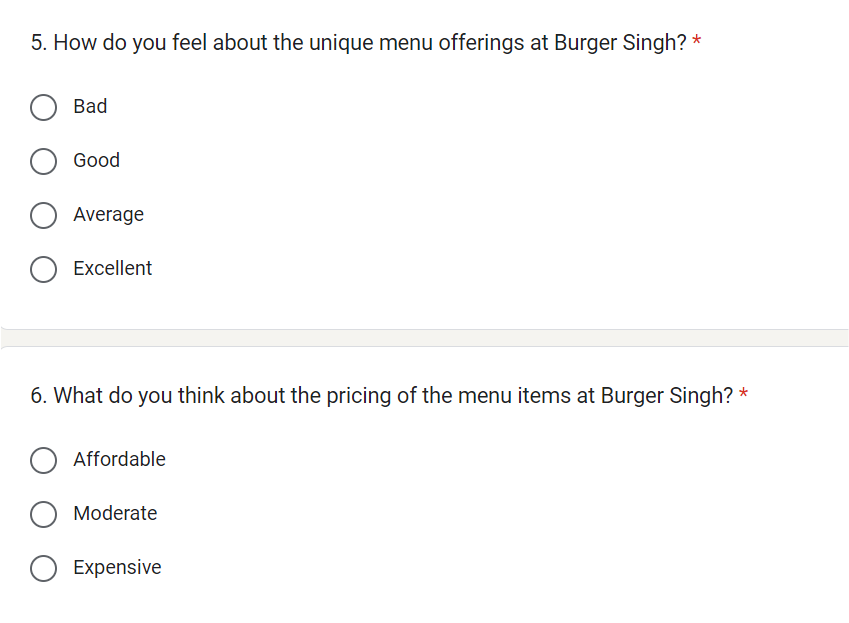 5. How do you feel about the unique menu offerings at Burger Singh? *
Bad
Good
Average
Excellent
6. What do you think about the pricing of the menu items at Burger Singh? *
Affordable
Moderate
Expensive